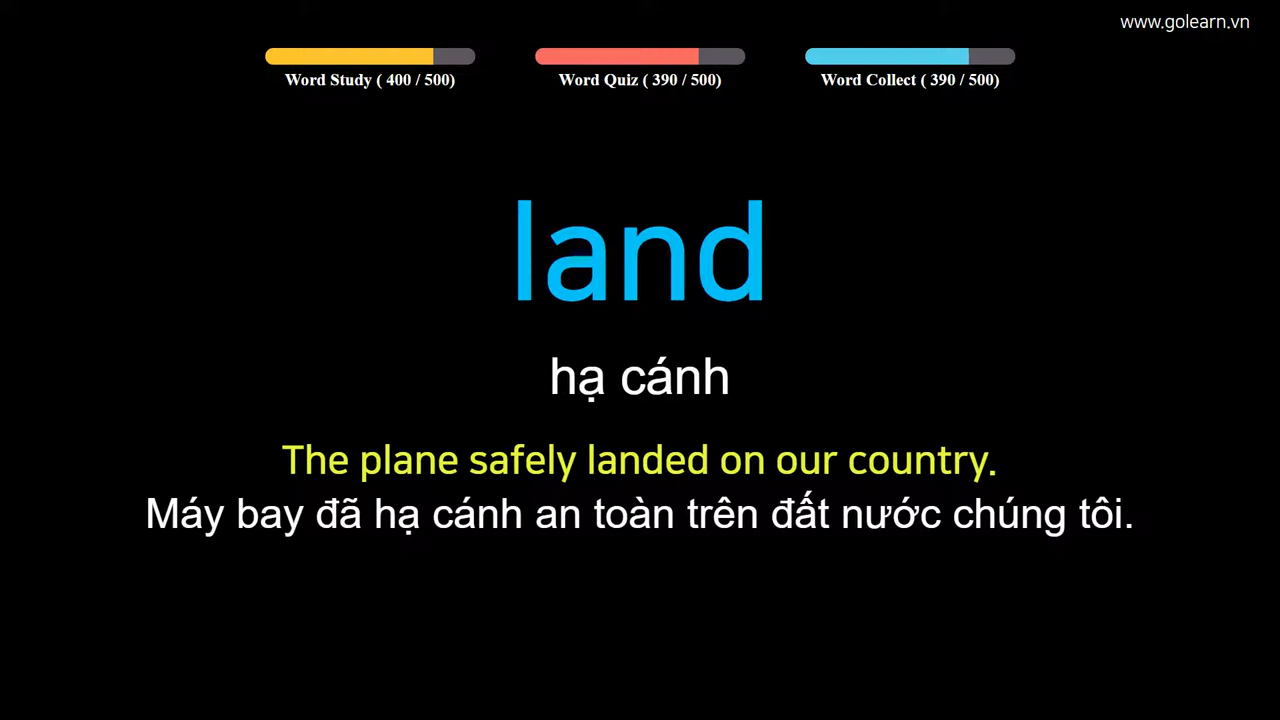 www.golearn.vn
Word Study ( 400 / 500)
Word Quiz ( 390 / 500)
Word Collect ( 390 / 500)
land
hạ cánh
The plane safely landed on our country.
Máy bay đã hạ cánh an toàn trên đất nước chúng tôi.